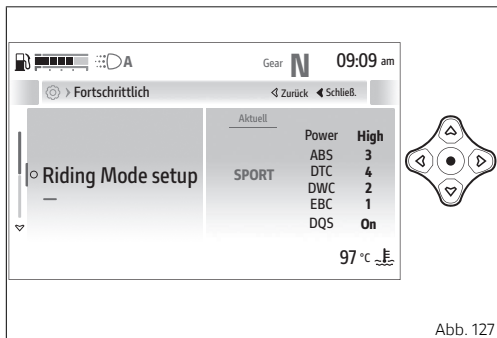 A Gear N 09:09 am
› Fortschrittlich Zurück Schließ.
Aktuell
Riding Mode setup
SPORT
Power High
ABS 3
DTC 4
DWC 2
EBC 1
DQS On
97 °C
Abb. 127